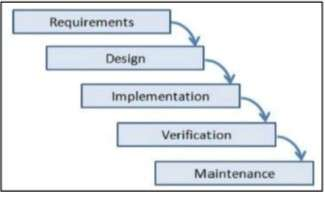 Requirements
Design
Implementation
Verification
Maintenance